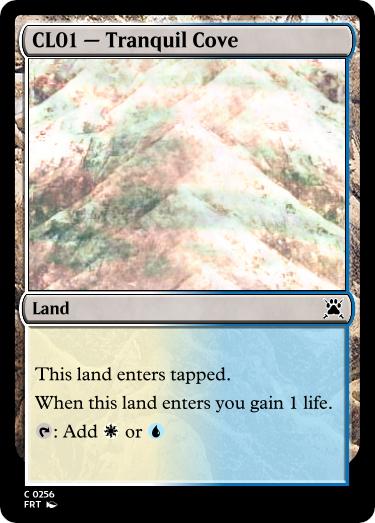 CL01 — Tranquil Cove
Land
This land enters tapped.
When this land enters you gain 1 life.
: Add or
C 0256
FRT